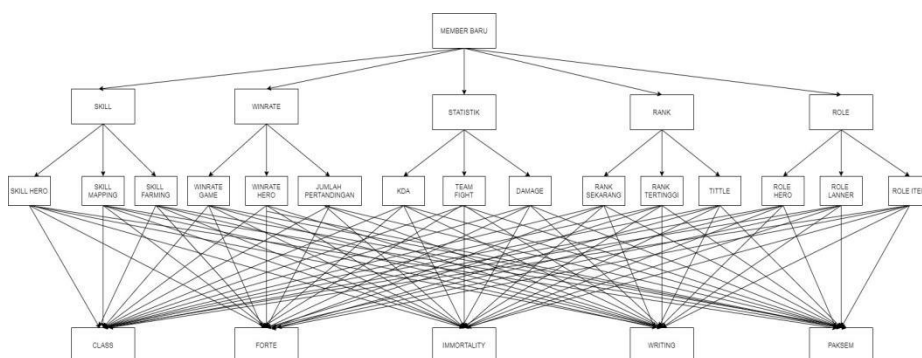 MEMBER BARU
SKILL
WINRATE
STATISTIK
RANK
ROLE
SKILL HERO
SKILL
MAPPING
SKILL
FARMING
WINRATE
GAME
WINRATE
HERO
JUMLAH
PERTANDINGAN
KDA
TEAM
FIGHT
DAMAGE
RANK
SEKARANG
RANK
TERTINGGI
TITTLE
ROLE
HERO
ROLE
LANNER
ROLE ITEM
CLASS
FORTE
IMMORTALITY
WRITING
PAKSEM